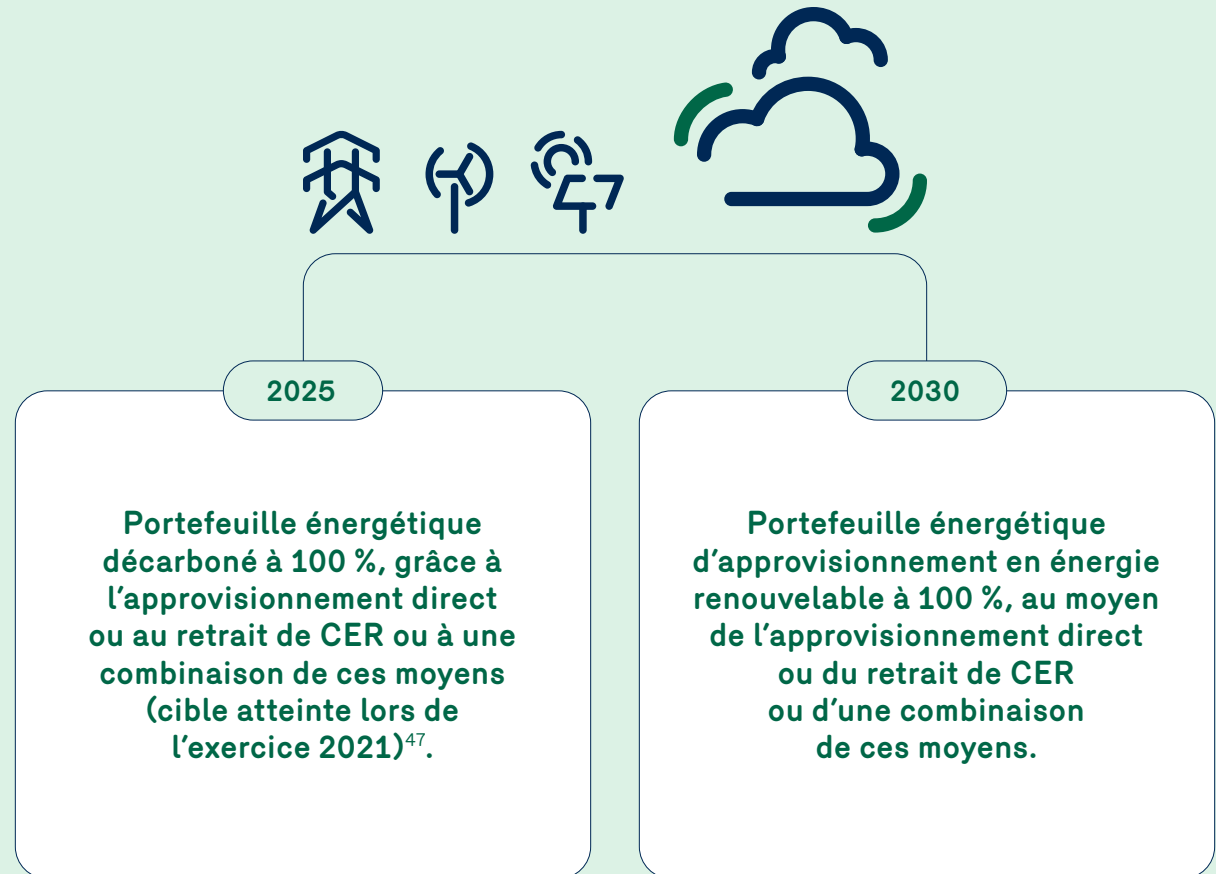 2025
Portefeuille énergétique
décarboné à 100 %, grâce à
l’approvisionnement direct
ou au retrait de CER ou à une
combinaison de ces moyens
(cible atteinte lors de
l’exercice 2021)⁴⁷.
2030
Portefeuille énergétique
d’approvisionnement en énergie
renouvelable à 100 %, au moyen
de l’approvisionnement direct
ou du retrait de CER
ou d’une combinaison
de ces moyens.